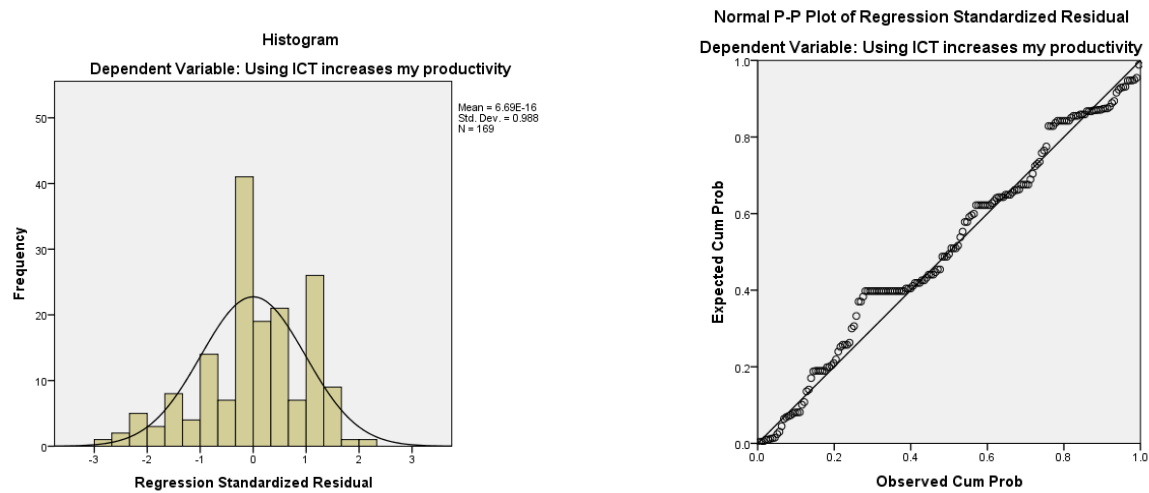 Histogram
Dependent Variable: Using ICT increases my productivity
Mean = 6.69E-16
Std. Dev. = 0.988
N = 169
50
40
30
20
10
0
Frequency
-3 -2 -1 0 1 2 3
Regression Standardized Residual
Normal P-P Plot of Regression Standardized Residual
Dependent Variable: Using ICT increases my productivity
1.0
0.8
0.6
0.4
0.2
0.0
Expected Cum Prob
0.0 0.2 0.4 0.6 0.8 1.0
Observed Cum Prob